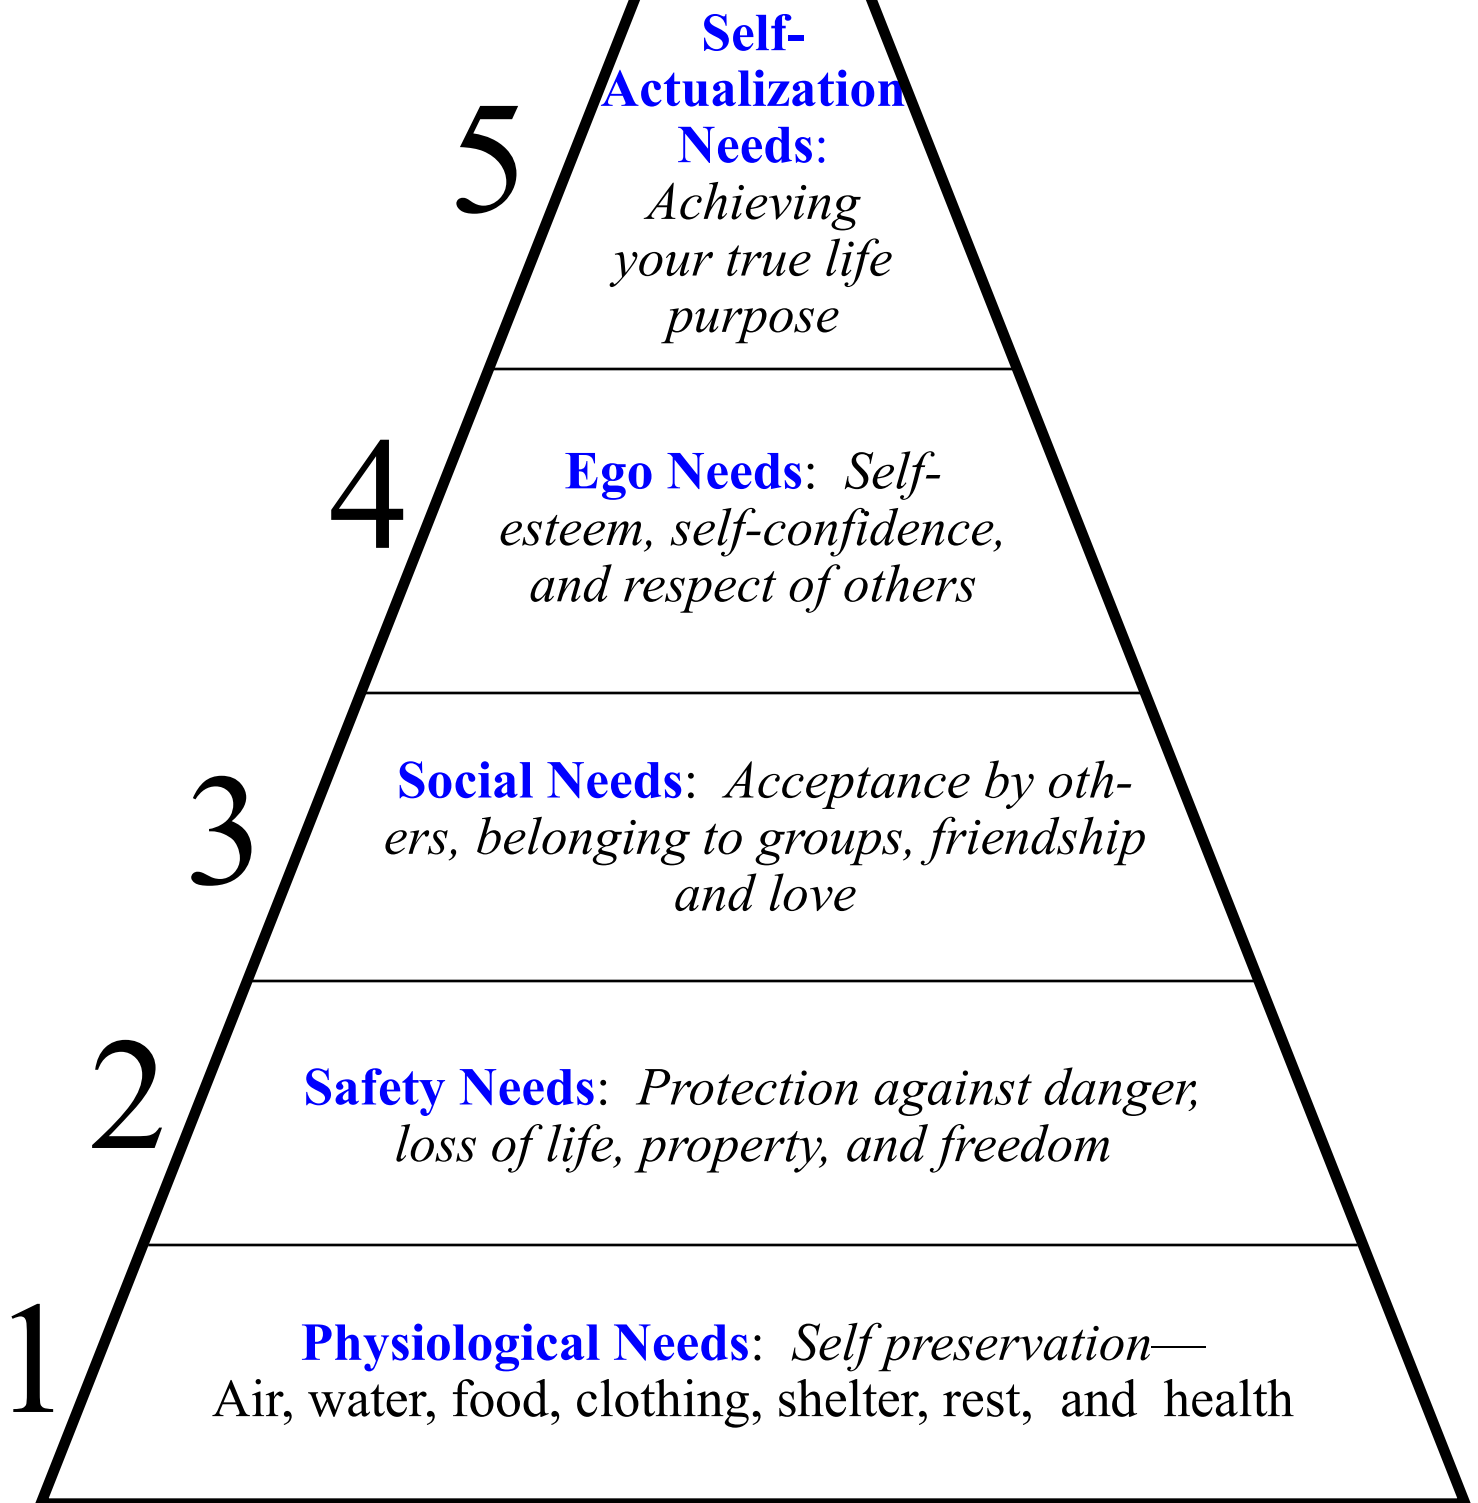 Self-
Actualization
5
Needs:
Achieving
your true life
purpose
4
Ego Needs: Self-
esteem, self-confidence,
and respect of others
3
Social Needs: Acceptance by oth-
ers, belonging to groups, friendship
and love
2
Safety Needs: Protection against danger,
loss of life, property, and freedom
1
Physiological Needs: Self preservation—
Air, water, food, clothing, shelter, rest, and health